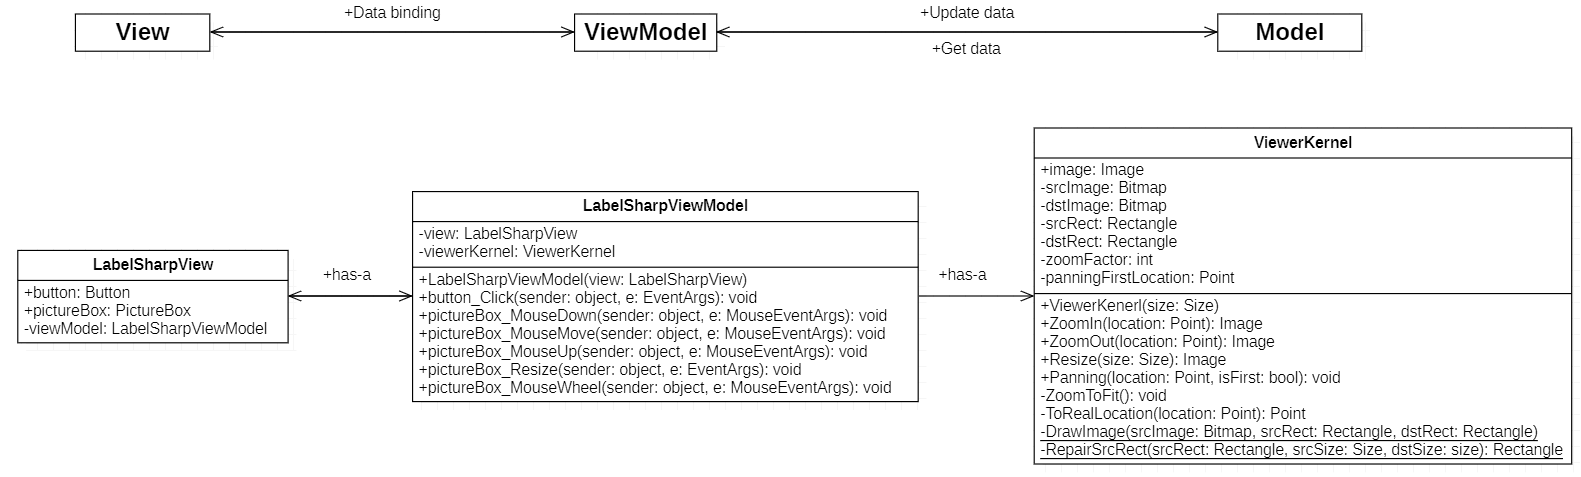 +Data binding
+Update data
View
ViewModel
Model
+Get data
LabelSharpView
+button: Button
+pictureBox: PictureBox
-viewModel: LabelSharpViewModel
+has-a
LabelSharpViewModel
-view: LabelSharpView
-viewerKernel: ViewerKernel
+LabelSharpViewModel(view: LabelSharpView)
+button_Click(sender: object, e: EventArgs): void
+pictureBox_MouseDown(sender: object, e: MouseEventArgs): void
+pictureBox_MouseMove(sender: object, e: MouseEventArgs): void
+pictureBox_MouseUp(sender: object, e: MouseEventArgs): void
+pictureBox_Resize(sender: object, e: EventArgs): void
+pictureBox_MouseWheel(sender: object, e: MouseEventArgs): void
+has-a
ViewerKernel
+image: Image
-srcImage: Bitmap
-dstImage: Bitmap
-srcRect: Rectangle
-dstRect: Rectangle
-zoomFactor: int
-panningFirstLocation: Point
+ViewerKenerl(size: Size)
+ZoomIn(location: Point): Image
+ZoomOut(location: Point): Image
+Resize(size: Size): Image
+Panning(location: Point, isFirst: bool): void
-ZoomToFit(): void
-ToRealLocation(location: Point): Point
-DrawImage(srcImage: Bitmap, srcRect: Rectangle, dstRect: Rectangle)
-RepairSrcRect(srcRect: Rectangle, srcSize: Size, dstSize: size): Rectangle